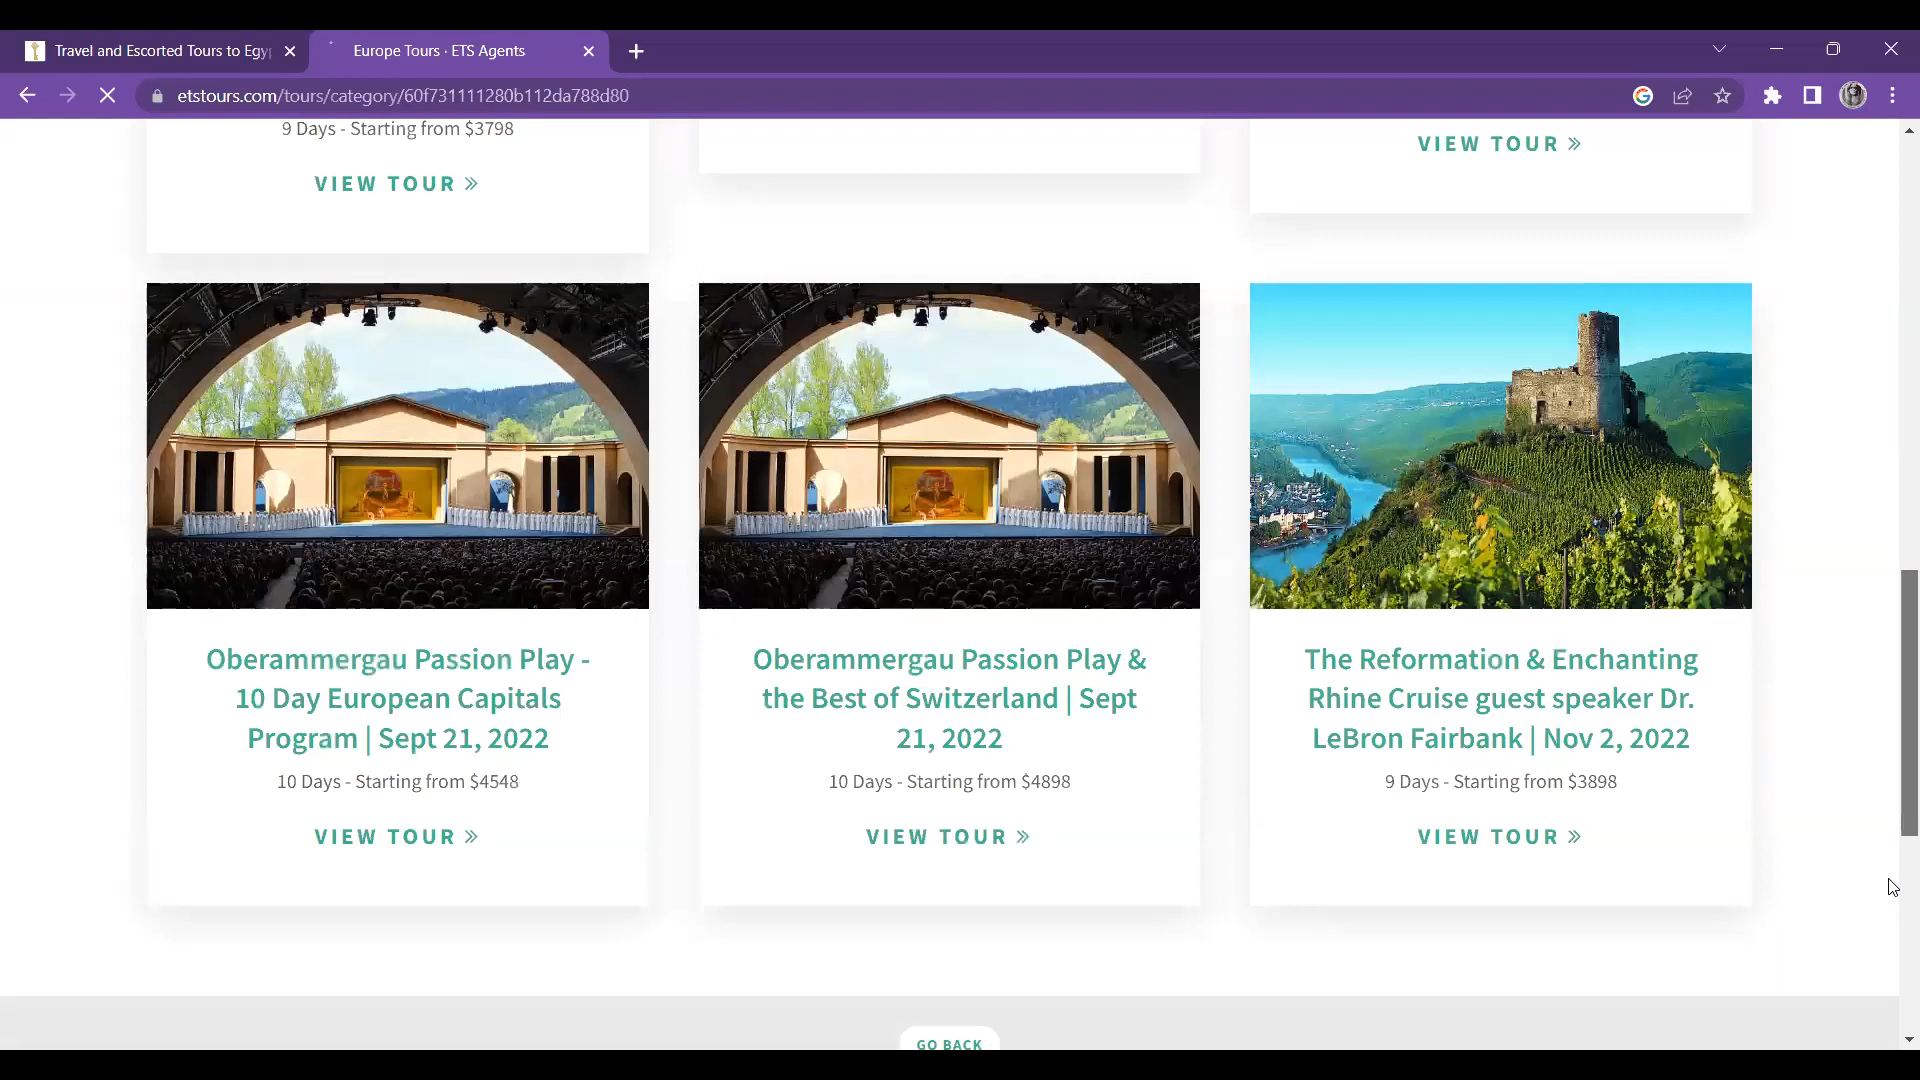 Travel and Escorted Tours to Egyp
Europe Tours · ETS Agents
etstours.com/tours/category/60f731111280b112da788d80
9 Days - Starting from $3798
VIEW TOUR »
VIEW TOUR »
Oberammergau Passion Play -
10 Day European Capitals
Program | Sept 21, 2022
10 Days - Starting from $4548
VIEW TOUR »
Oberammergau Passion Play &
the Best of Switzerland | Sept
21, 2022
10 Days - Starting from $4898
VIEW TOUR »
The Reformation & Enchanting
Rhine Cruise guest speaker Dr.
LeBron Fairbank | Nov 2, 2022
9 Days - Starting from $3898
VIEW TOUR »
GO BACK